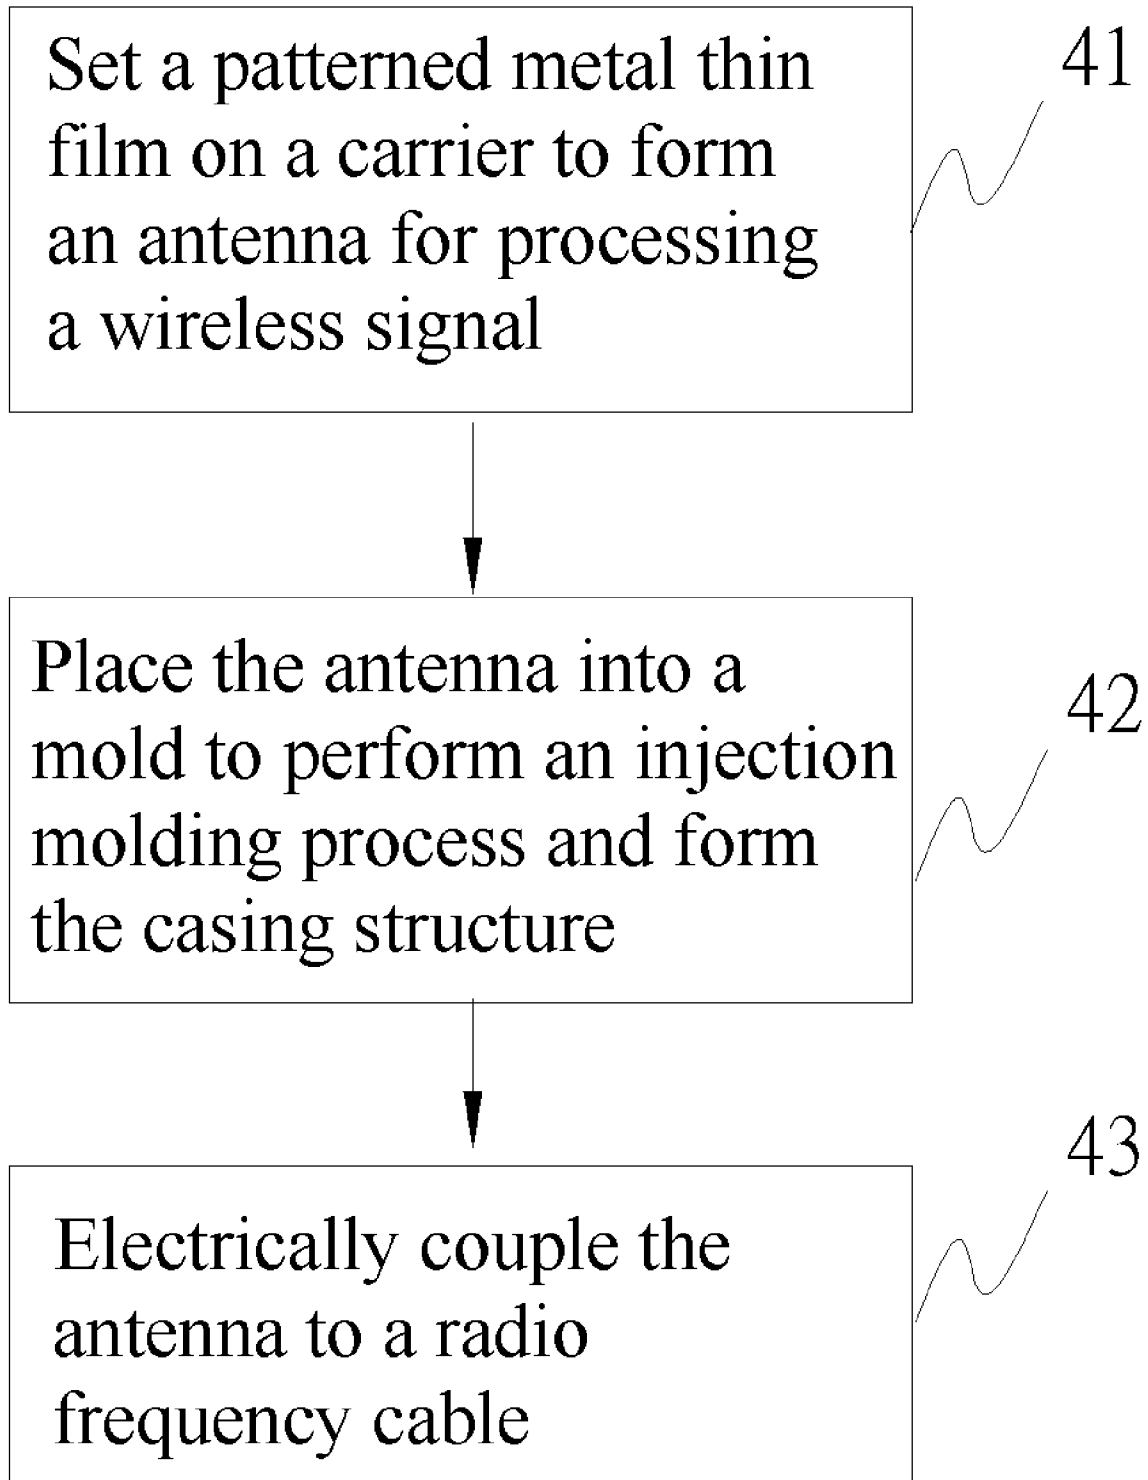 Set a patterned metal thin
film on a carrier to form
an antenna for processing
a wireless signal
41
Place the antenna into a
mold to perform an injection
molding process and form
the casing structure
42
Electrically couple the
antenna to a radio
frequency cable
43